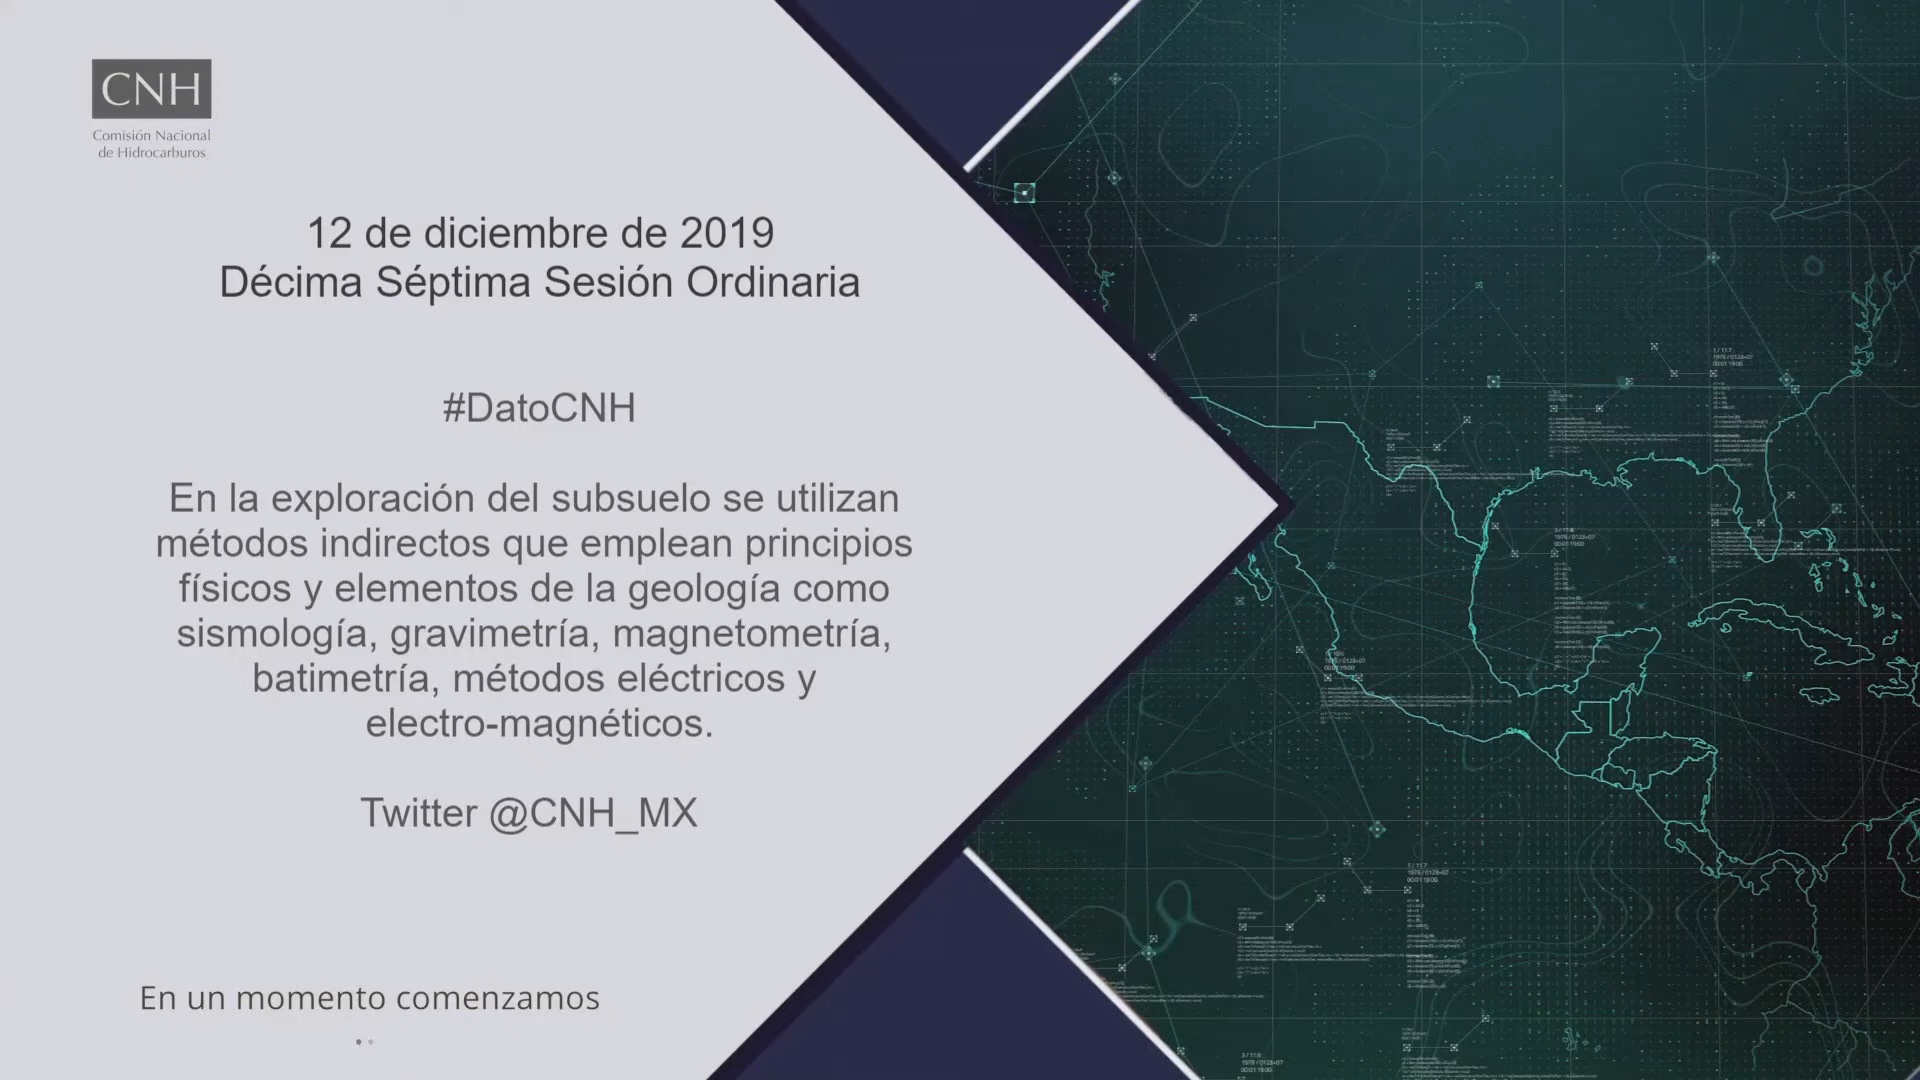 CNH
Comisión Nacional
de Hidrocarburos
12 de diciembre de 2019
Décima Séptima Sesión Ordinaria
#DatoCNH
En la exploración del subsuelo se utilizan
métodos indirectos que emplean principios
físicos y elementos de la geología como
sismología, gravimetría, magnetometría,
batimetría, métodos eléctricos y
electro-magnéticos.
Twitter @CNH_MX
En un momento comenzamos